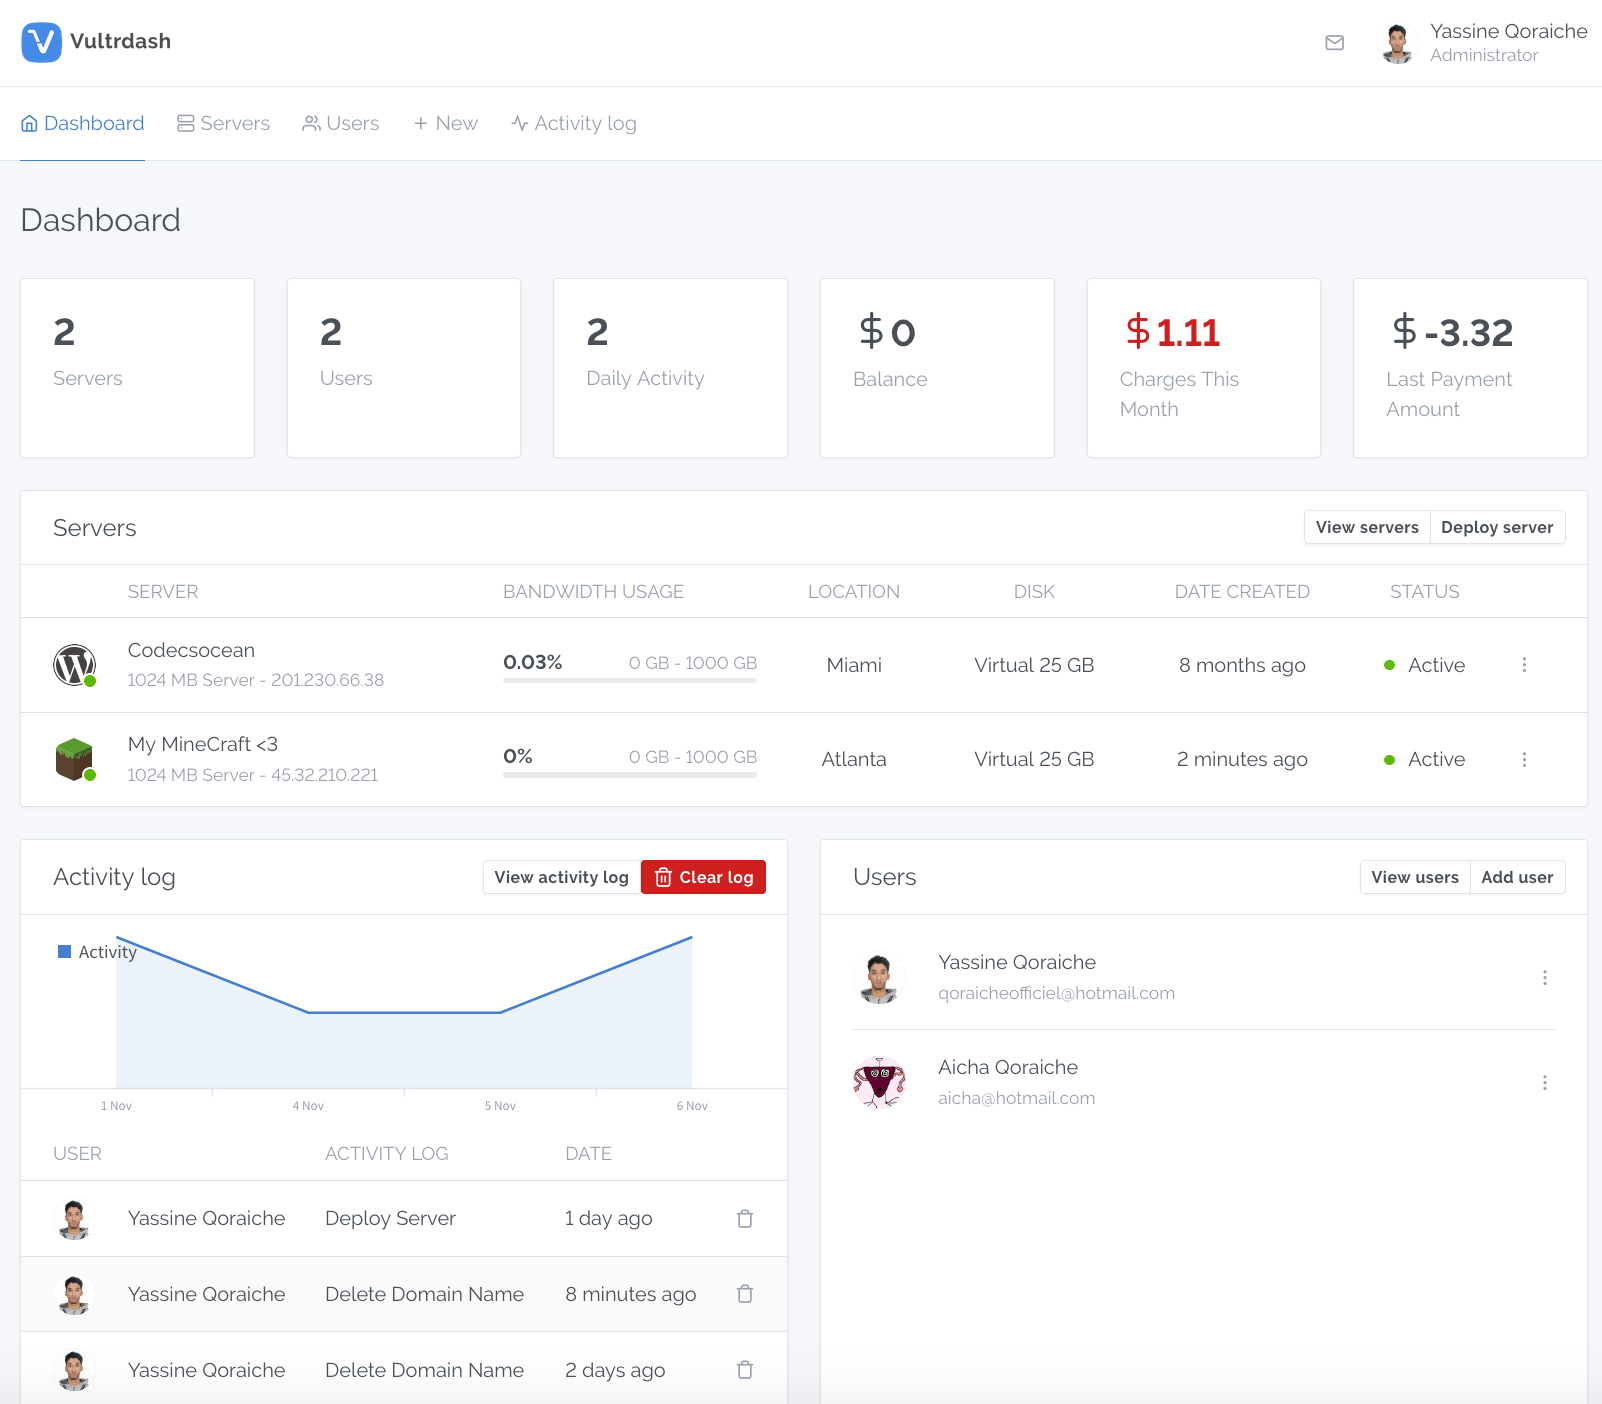 Vultrdash
Yassine Qoraiche
Administrator
Dashboard
Servers
Users
New
Activity log
Dashboard
2
Servers
2
Users
2
Daily Activity
$0
Balance
$1.11
Charges This
Month
$-3.32
Last Payment
Amount
Servers
View servers
Deploy server
SERVER BANDWIDTH USAGE LOCATION DISK DATE CREATED STATUS
Codecsocean
1024 MB Server - 201.230.66.38
0.03% 0 GB - 1000 GB
Miami
Virtual 25 GB
8 months ago
Active
My MineCraft <3
1024 MB Server - 45.32.210.221
0% 0 GB - 1000 GB
Atlanta
Virtual 25 GB
2 minutes ago
Active
Activity log
View activity log
Clear log
Activity
1 Nov 4 Nov 5 Nov 6 Nov
USER ACTIVITY LOG DATE
Yassine Qoraiche Deploy Server 1 day ago
Yassine Qoraiche Delete Domain Name 8 minutes ago
Yassine Qoraiche Delete Domain Name 2 days ago
Users
View users
Add user
Yassine Qoraiche
qoraicheofficiel@hotmail.com
Aicha Qoraiche
aicha@hotmail.com